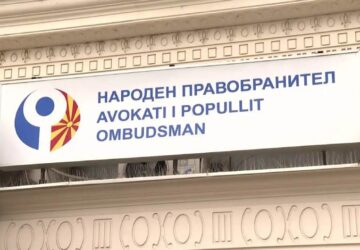 НАРОДЕН ПРАВОБРАНИТЕЛ
AVOKATI I POPULLIT
OMBUDSMAN